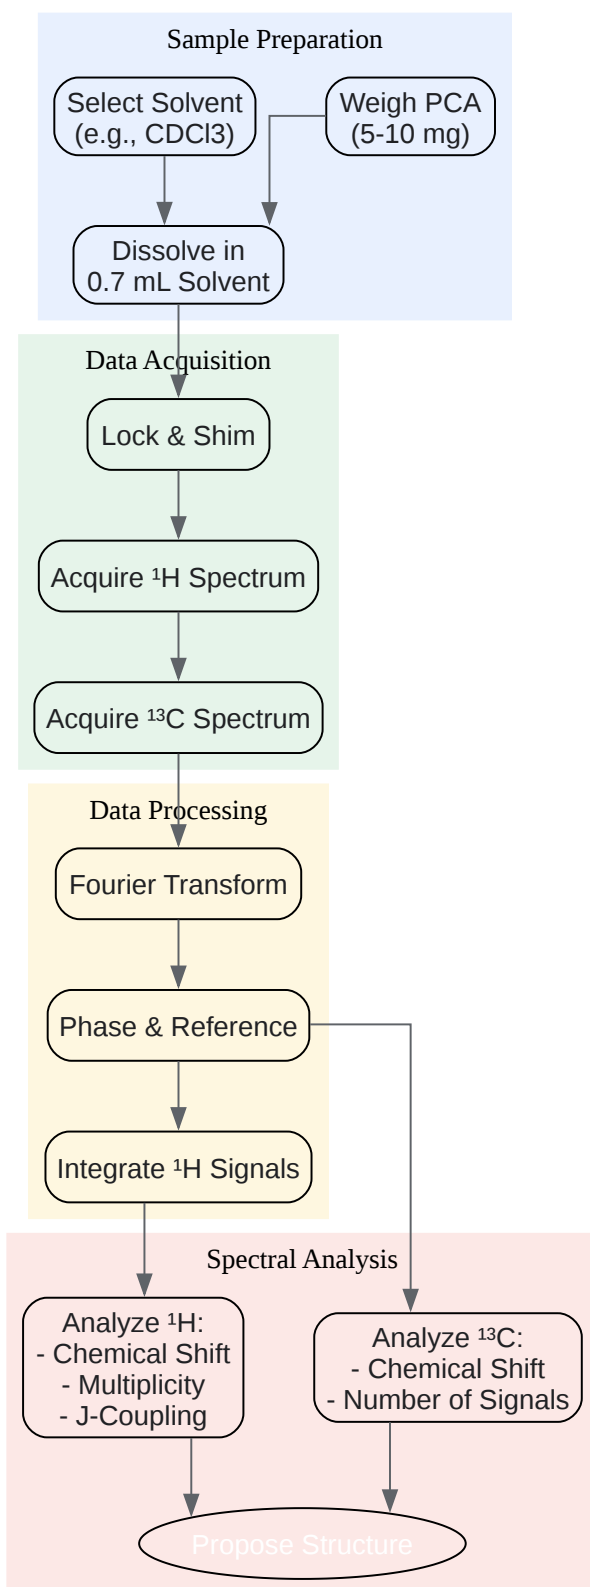 Sample Preparation
Select Solvent
(e.g., CDCl3)
Weigh PCA
(5-10 mg)
Dissolve in
0.7 mL Solvent
Data Acquisition
Lock & Shim
Acquire ¹H Spectrum
Acquire ¹³C Spectrum
Data Processing
Fourier Transform
Phase & Reference
Integrate ¹H Signals
Spectral Analysis
Analyze ¹H:
- Chemical Shift
- Multiplicity
- J-Coupling
Analyze ¹³C:
- Chemical Shift
- Number of Signals
Propose Structure